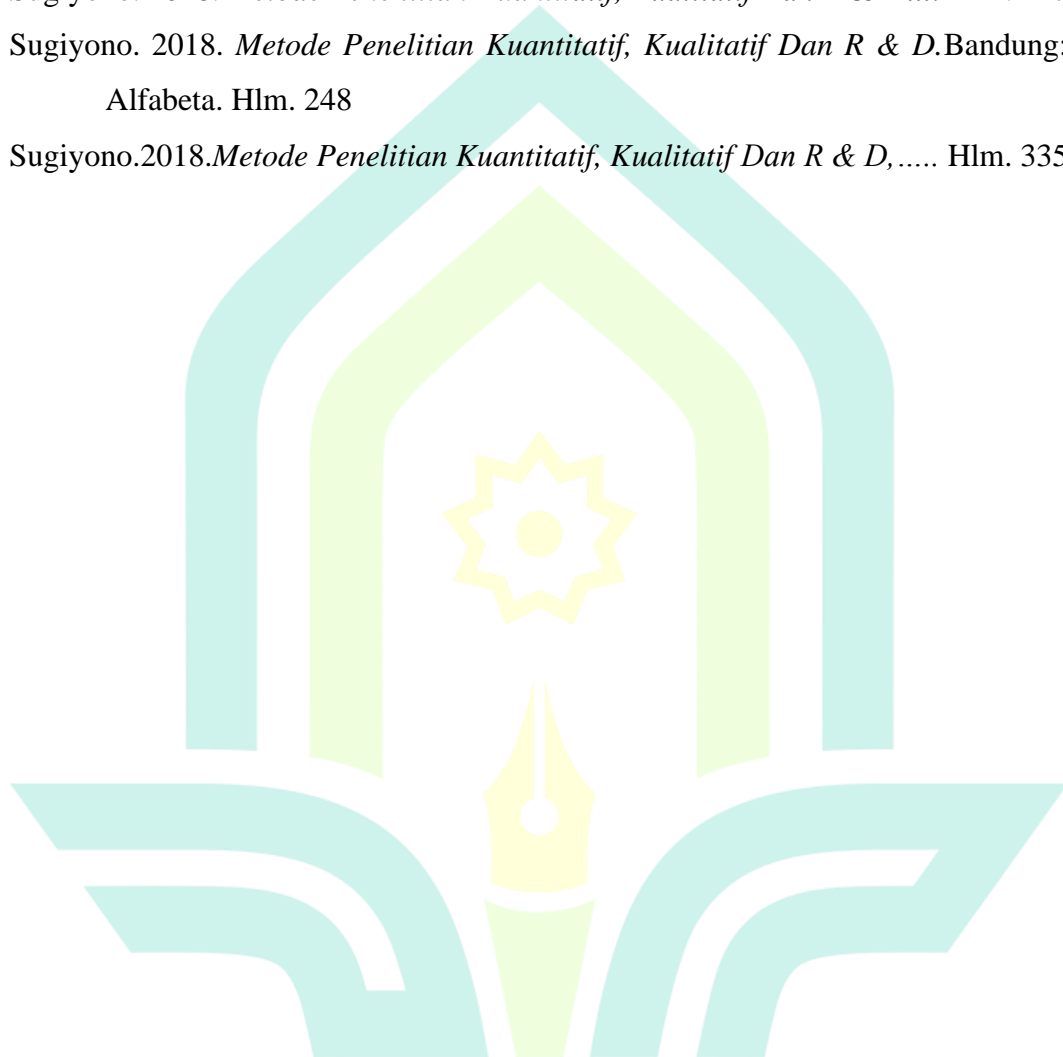 Sugiyono. 2018. Metode Penelitian Kuantitatif, Kualitatif Dan R & D.Bandung:
Alfabeta. Hlm. 248
Sugiyono.2018.Metode Penelitian Kuantitatif, Kualitatif Dan R & D,..... Hlm. 335